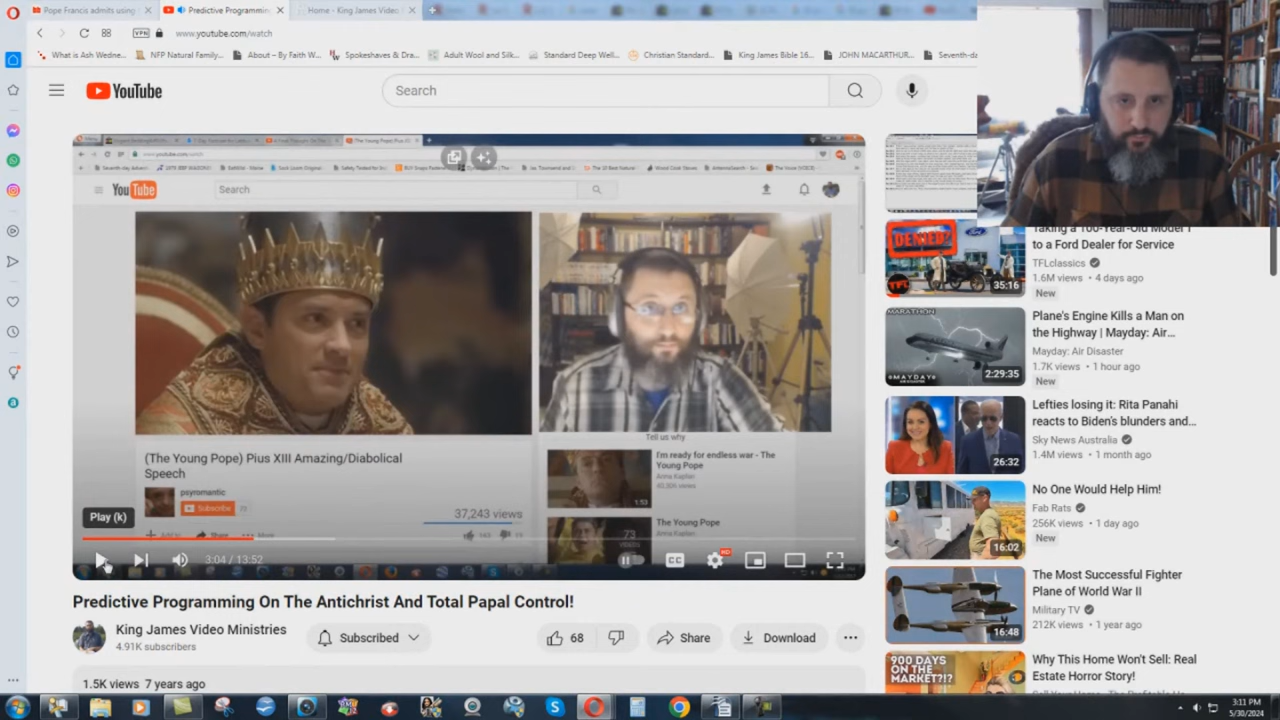 Pope Francis admits using
Predictive Programming
Home - King James Video
VPN
www.youtube.com/watch
What is Ash Wedne...
NFP Natural Family...
About – By Faith W...
Spokeshaves & Dra...
Adult Wool and Silk...
Standard Deep Well...
Christian Standard...
King James Bible 16...
JOHN MACARTHUR...
Seventh-da
YouTube
Search
YouTube
Search
(The Young Pope) Pius XIII Amazing/Diabolical
Speech
psyromantic
Subscribe
37,243 views
Tell us why
I'm ready for endless war - The
Young Pope
1:53
The Young Pope
73
VIDEOS
Play (k)
3:04 / 13:52
CC
HD
Predictive Programming On The Antichrist And Total Papal Control!
King James Video Ministries
4.91K subscribers
Subscribed
68
Share
Download
1.5K views 7 years ago
DENIED!
35:16
Taking a 100-Year-Old Model T
to a Ford Dealer for Service
TFLclassics
1.6M views • 4 days ago
New
MARATHON
MAYDAY
2:29:35
Plane's Engine Kills a Man on
the Highway | Mayday: Air...
Mayday: Air Disaster
1.7K views • 1 hour ago
New
26:32
Lefties losing it: Rita Panahi
reacts to Biden's blunders and...
Sky News Australia
1.4M views • 1 month ago
16:02
No One Would Help Him!
Fab Rats
256K views • 1 day ago
New
16:48
The Most Successful Fighter
Plane of World War II
Military TV
212K views • 1 year ago
900 DAYS
ON THE
MARKET?!?
Why This Home Won't Sell: Real
Estate Horror Story!
3:11 PM
5/30/2024